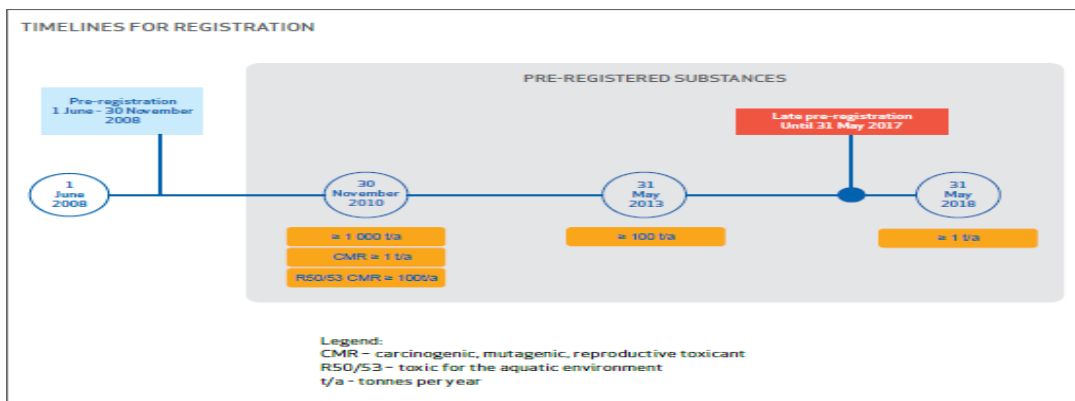 TIMELINES FOR REGISTRATION
PRE-REGISTERED SUBSTANCES
Pre-registration
1 June - 30 November
2008
Late pre-registration
Until 31 May 2017
1
June
2008
30
November
2010
31
May
2013
31
May
2018
≥ 1 000 t/a
CMR ≥ 1 t/a
R50/53 CMR ≥ 100t/a
≥ 100 t/a
≥ 1 t/a
Legend:
CMR – carcinogenic, mutagenic, reproductive toxicant
R50/53 – toxic for the aquatic environment
t/a - tonnes per year